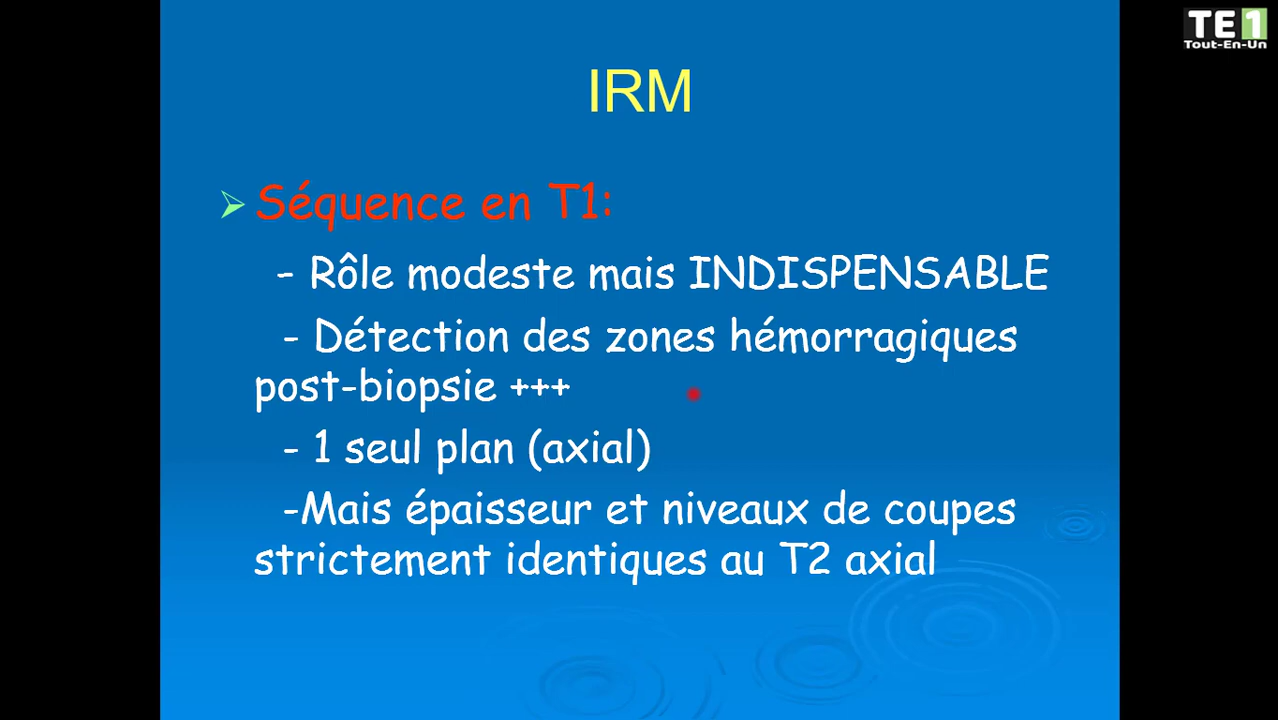 TE1
Tout-En-Un
IRM
Séquence en T1:
- Rôle modeste mais INDISPENSABLE
- Détection des zones hémorragiques
post-biopsie +++
- 1 seul plan (axial)
-Mais épaisseur et niveaux de coupes
strictement identiques au T2 axial